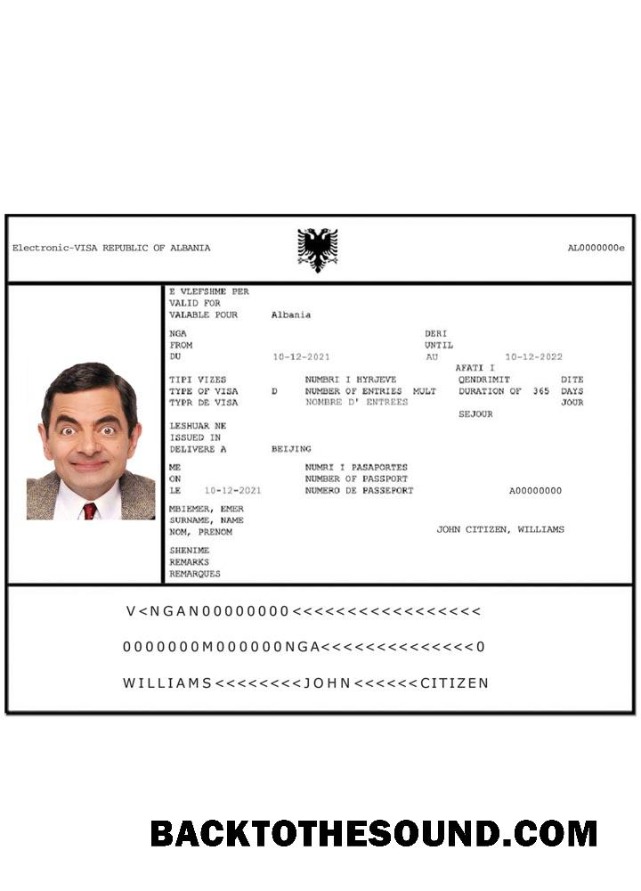 Electronic-VISA REPUBLIC OF ALBANIA AL0000000e
E VLEFSHME PER
VALID FOR
VALABLE POUR Albania
NGA DERI
FROM UNTIL
DU 10-12-2021 AU 10-12-2022
AFATI I
TIPI VIZES NUMBRI I HYRJEVE QENDRIMIT DITE
TYPE OF VISA D NUMBER OF ENTRIES MULT DURATION OF 365 DAYS
TYPR DE VISA NOMBRE D' ENTREES JOUR
SEJOUR
LESHUAR NE
ISSUED IN
DELIVERE A BEIJING
ME NUMRI I PASAPORTES
ON NUMBER OF PASSPORT
LE 10-12-2021 NUMERO DE PASSEPORT A00000000
MBIEMER, EMER
SURNAME, NAME
NOM, PRENOM JOHN CITIZEN, WILLIAMS
SHENIME
REMARKS
REMARQUES
V<NGAN00000000<<<<<<<<<<<<<<<<<<
0000000M000000NGA<<<<<<<<<<<<<<0
WILLIAMS<<<<<<<<JOHN<<<<<<CITIZEN
BACKTOTHESOUND.COM